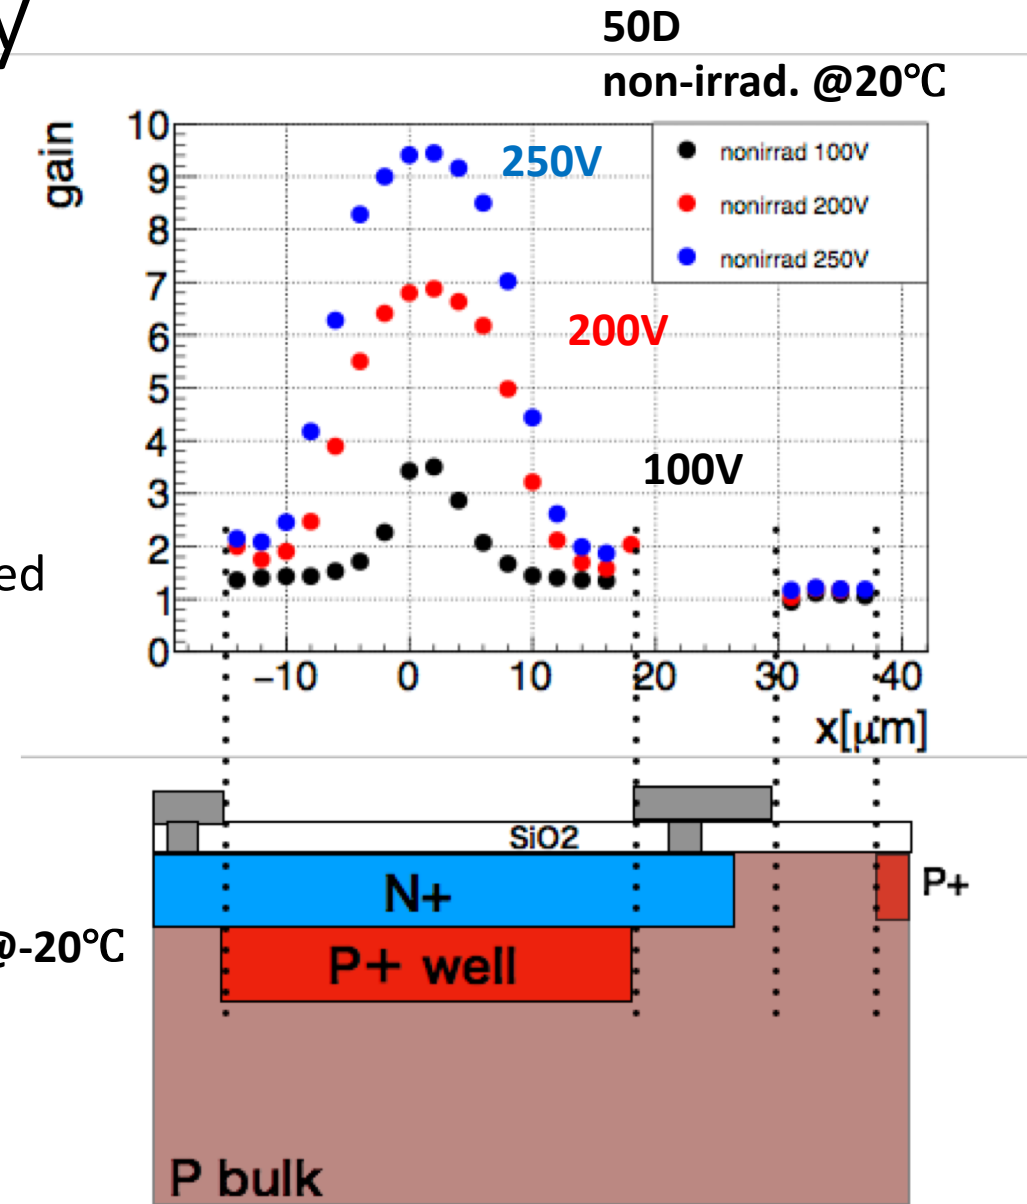 y
50D
non-irrad. @20℃
gain
10
9
8
7
6
5
4
3
2
1
0
nonirrad 100V
nonirrad 200V
nonirrad 250V
250V
200V
100V
ed
−10 0 10 20 30 40
x[μm]
SiO2
N+
P+
@-20℃
P+ well
P bulk